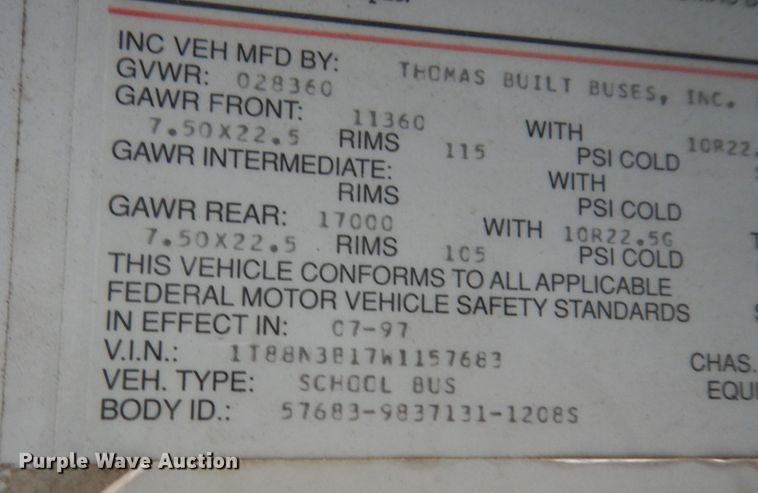 INC VEH MFD BY: THOMAS BUILT BUSES, INC.
GVWR: 028360
GAWR FRONT: 11360 WITH 10R22.
7.50X22.5 RIMS 115 PSI COLD
GAWR INTERMEDIATE: WITH
RIMS PSI COLD
GAWR REAR: 17000 WITH 10R22.5G
7.50X22.5 RIMS 105 PSI COLD
THIS VEHICLE CONFORMS TO ALL APPLICABLE
FEDERAL MOTOR VEHICLE SAFETY STANDARDS
IN EFFECT IN: 07-97
V.I.N.: 1T88N3B17W1157683 CHAS.
VEH. TYPE: SCHOOL BUS EQUI
BODY ID.: 57683-9837131-1208S
Purple Wave Auction